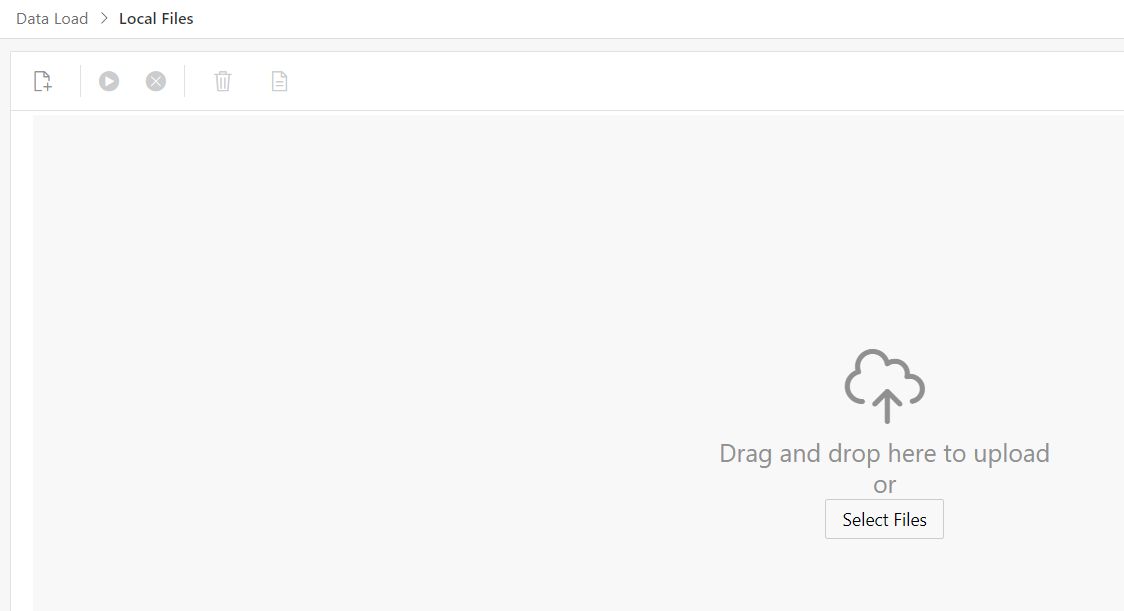 Data Load > Local Files
Drag and drop here to upload
or
Select Files